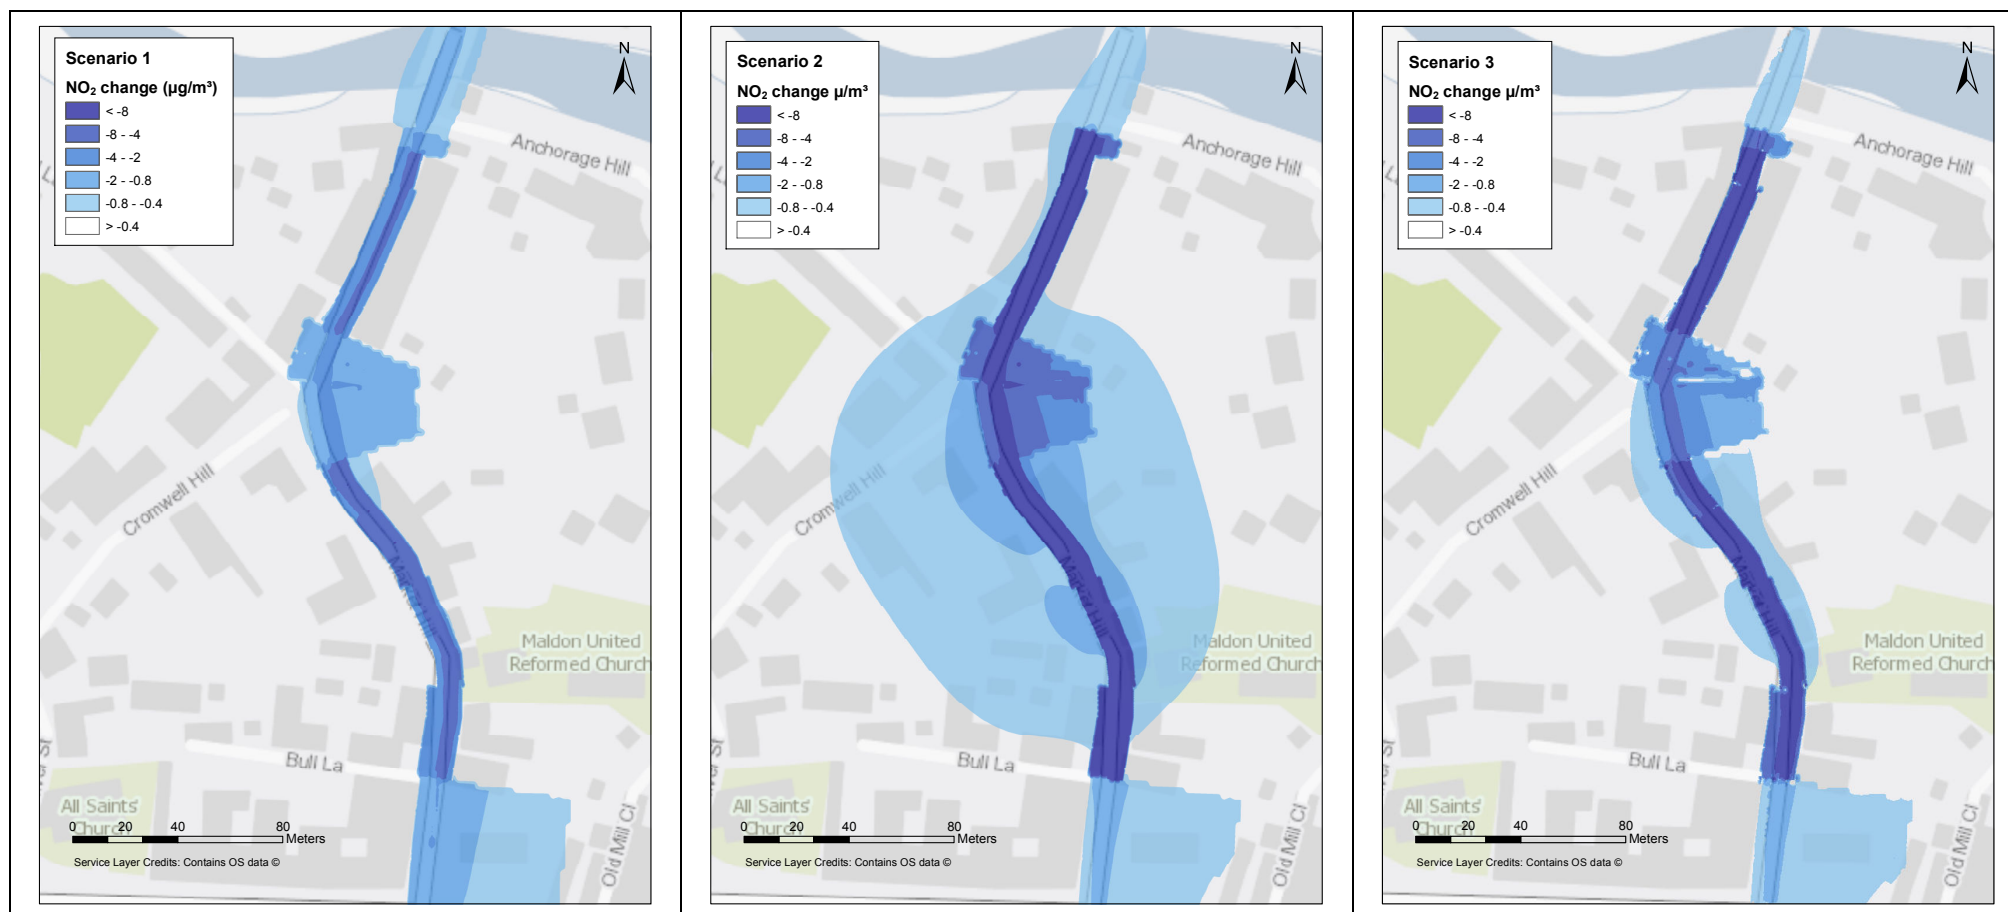 Scenario 1
NO₂ change (µg/m³)
< -8
-8 - -4
-4 - -2
-2 - -0.8
-0.8 - -0.4
> -0.4
N
Anchorage Hill
Cromwell Hill
Maldon United
Reformed Church
Bull La
All Saints'
Church
Old Mill Cl
0 20 40 80
Meters
Service Layer Credits: Contains OS data ©
Scenario 2
NO₂ change µ/m³
< -8
-8 - -4
-4 - -2
-2 - -0.8
-0.8 - -0.4
> -0.4
N
Anchorage Hill
Cromwell Hill
Market Hill
Maldon United
Reformed Church
Bull La
All Saints'
Church
Old Mill Cl
0 20 40 80
Meters
Service Layer Credits: Contains OS data ©
Scenario 3
NO₂ change µ/m³
< -8
-8 - -4
-4 - -2
-2 - -0.8
-0.8 - -0.4
> -0.4
N
Anchorage Hill
Cromwell Hill
Maldon United
Reformed Church
Bull La
All Saints'
Church
Old Mill Cl
0 20 40 80
Meters
Service Layer Credits: Contains OS data ©